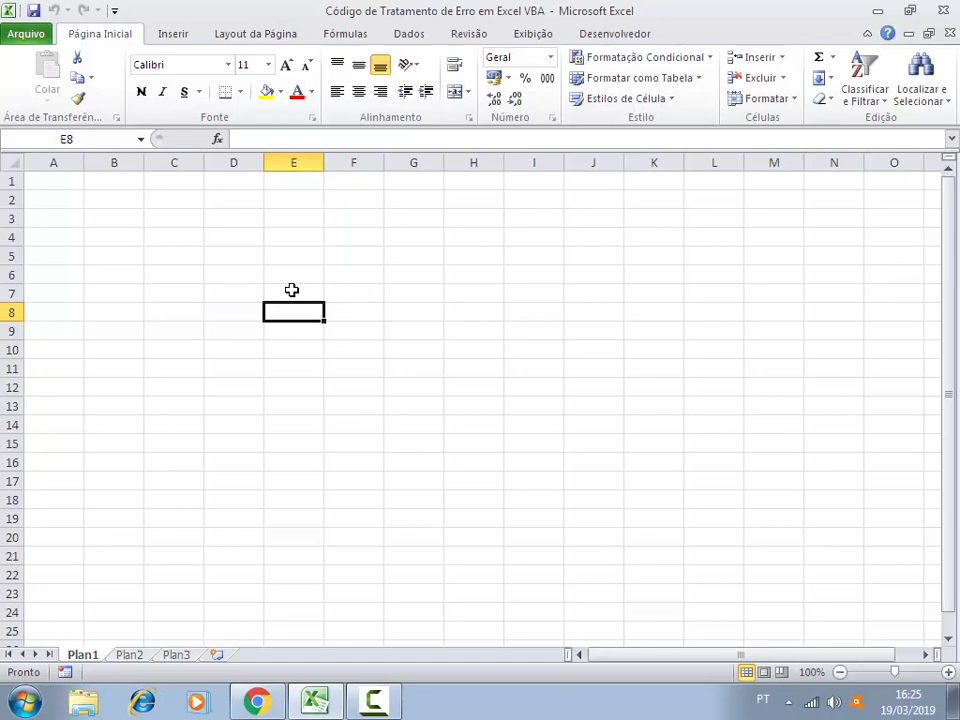 Código de Tratamento de Erro em Excel VBA - Microsoft Excel
Arquivo Página Inicial Inserir Layout da Página Fórmulas Dados Revisão Exibição Desenvolvedor
Colar
Área de Transferên...
Calibri 11
N I S
Fonte
Alinhamento
Geral
% 000
Número
Formatação Condicional
Formatar como Tabela
Estilos de Célula
Estilo
Inserir
Excluir
Formatar
Células
Σ
Classificar e Filtrar
Localizar e Selecionar
Edição
E8 fx
A B C D E F G H I J K L M N O
1
2
3
4
5
6
7
8
9
10
11
12
13
14
15
16
17
18
19
20
21
22
23
24
25
Plan1 Plan2 Plan3
Pronto 100%
PT 16:25
19/03/2019